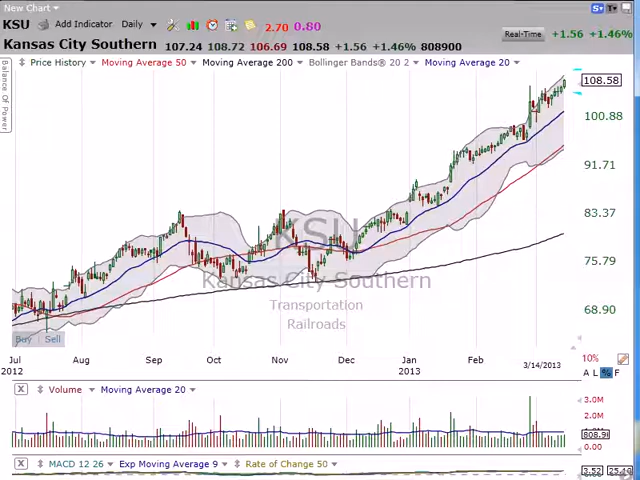 New Chart
KSU Add Indicator Daily 2.70 0.80
Kansas City Southern 107.24 108.72 106.69 108.58 +1.56 +1.46% 808900
Real-Time +1.56 +1.46%
Balance Of Power
Price History Moving Average 50 Moving Average 200 Bollinger Bands® 20 2 Moving Average 20
108.58
100.88
91.71
83.37
75.79
68.90
KSU
Kansas City Southern
Transportation
Railroads
Buy Sell
Jul Aug Sep Oct Nov Dec Jan Feb 3/14/2013
2012 2013
10%
A L % F
X Volume Moving Average 20
3.0M
2.0M
808.9K
0.00
X MACD 12 26 Exp Moving Average 9 Rate of Change 50
3.52 25.10